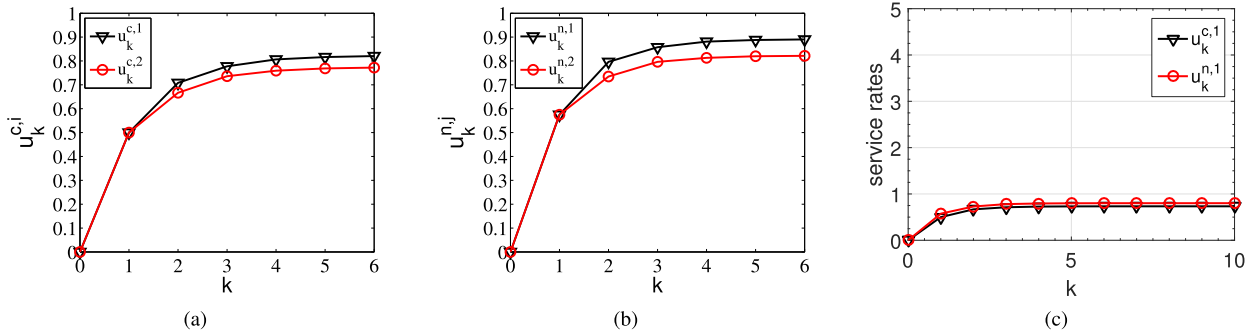 1
0.9
0.8
0.7
0.6
0.5
0.4
0.3
0.2
0.1
0
u_k^{c,i}
u_k^{c,1}
u_k^{c,2}
0 1 2 3 4 5 6
k
(a)
1
0.9
0.8
0.7
0.6
0.5
0.4
0.3
0.2
0.1
0
u_k^{n,j}
u_k^{n,1}
u_k^{n,2}
0 1 2 3 4 5 6
k
(b)
5
4
3
2
1
0
service rates
u_k^{c,1}
u_k^{n,1}
0 5 10
k
(c)